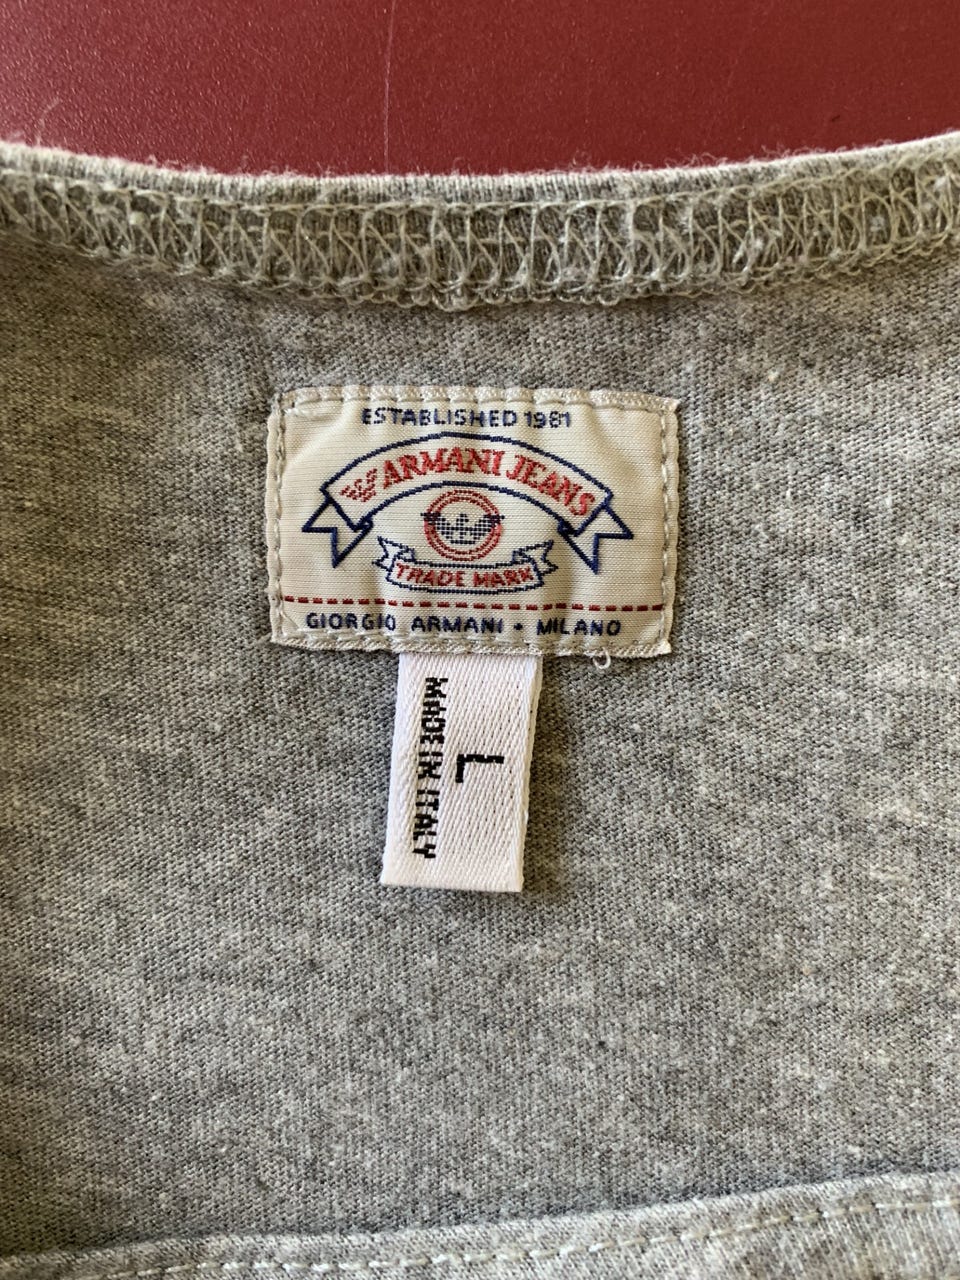 ESTABLISHED 1981
ARMANI JEANS
TRADE MARK
GIORGIO ARMANI • MILANO
L
MADE IN ITALY